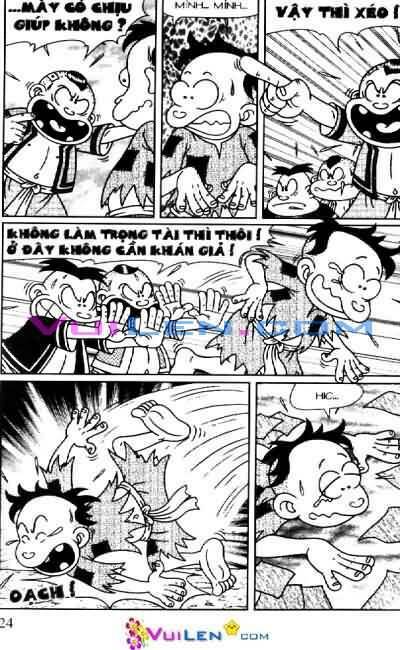 ...MÀY CÓ CHỊU
GIÚP KHÔNG?
MÌNH... MÌNH...
VẬY THÌ XÉO!
KHÔNG LÀM TRỌNG TÀI THÌ THÔI!
Ở ĐÂY KHÔNG CẦN KHÁN GIẢ!
VUILEN.COM
HIC...
OẠCH!
24
VUILEN.COM